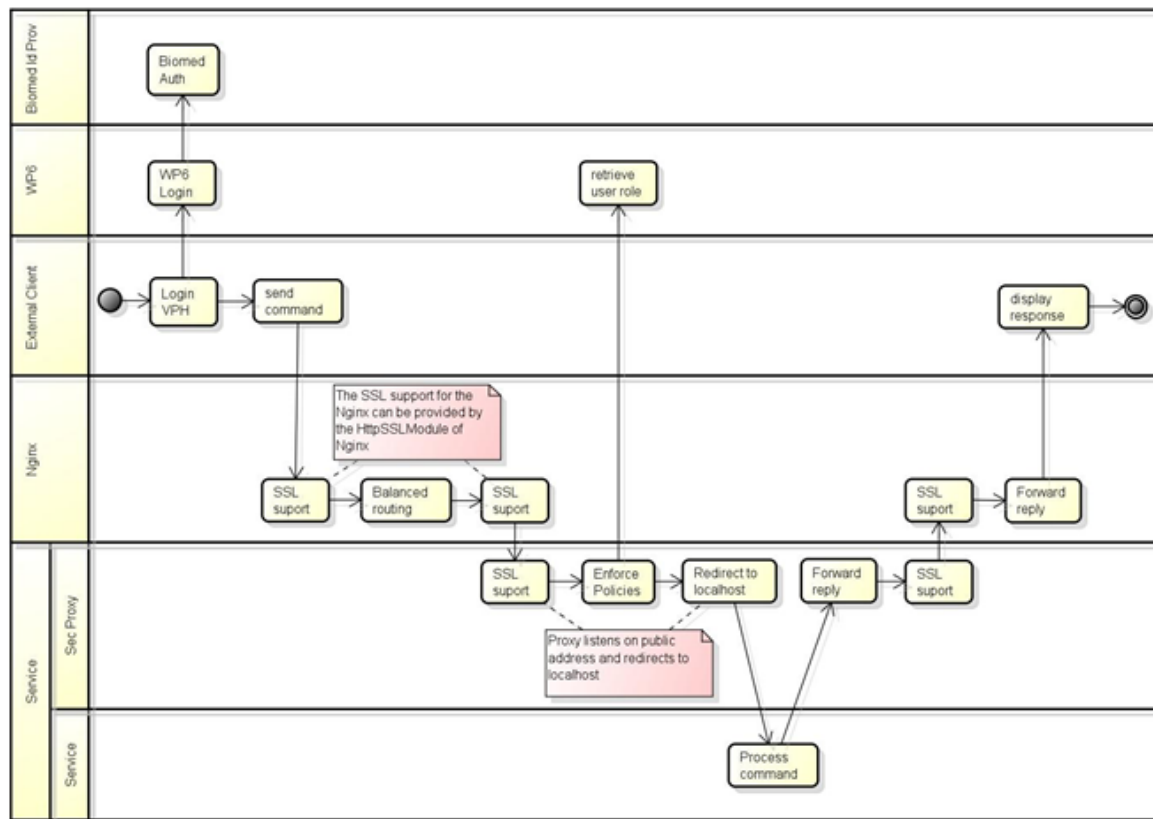 Biomed Id Prov
Biomed
Auth
WP6
WP6
Login
retrieve
user role
External Client
Login
VPH
send
command
display
response
Nginx
The SSL support for the
Nginx can be provided by
the HttpSSLModule of
Nginx
SSL
suport
Balanced
routing
SSL
suport
SSL
suport
Forward
reply
Service
Sec Proxy
SSL
suport
Enforce
Policies
Redirect to
localhost
Forward
reply
SSL
suport
Proxy listens on public
address and redirects to
localhost
Service
Process
command